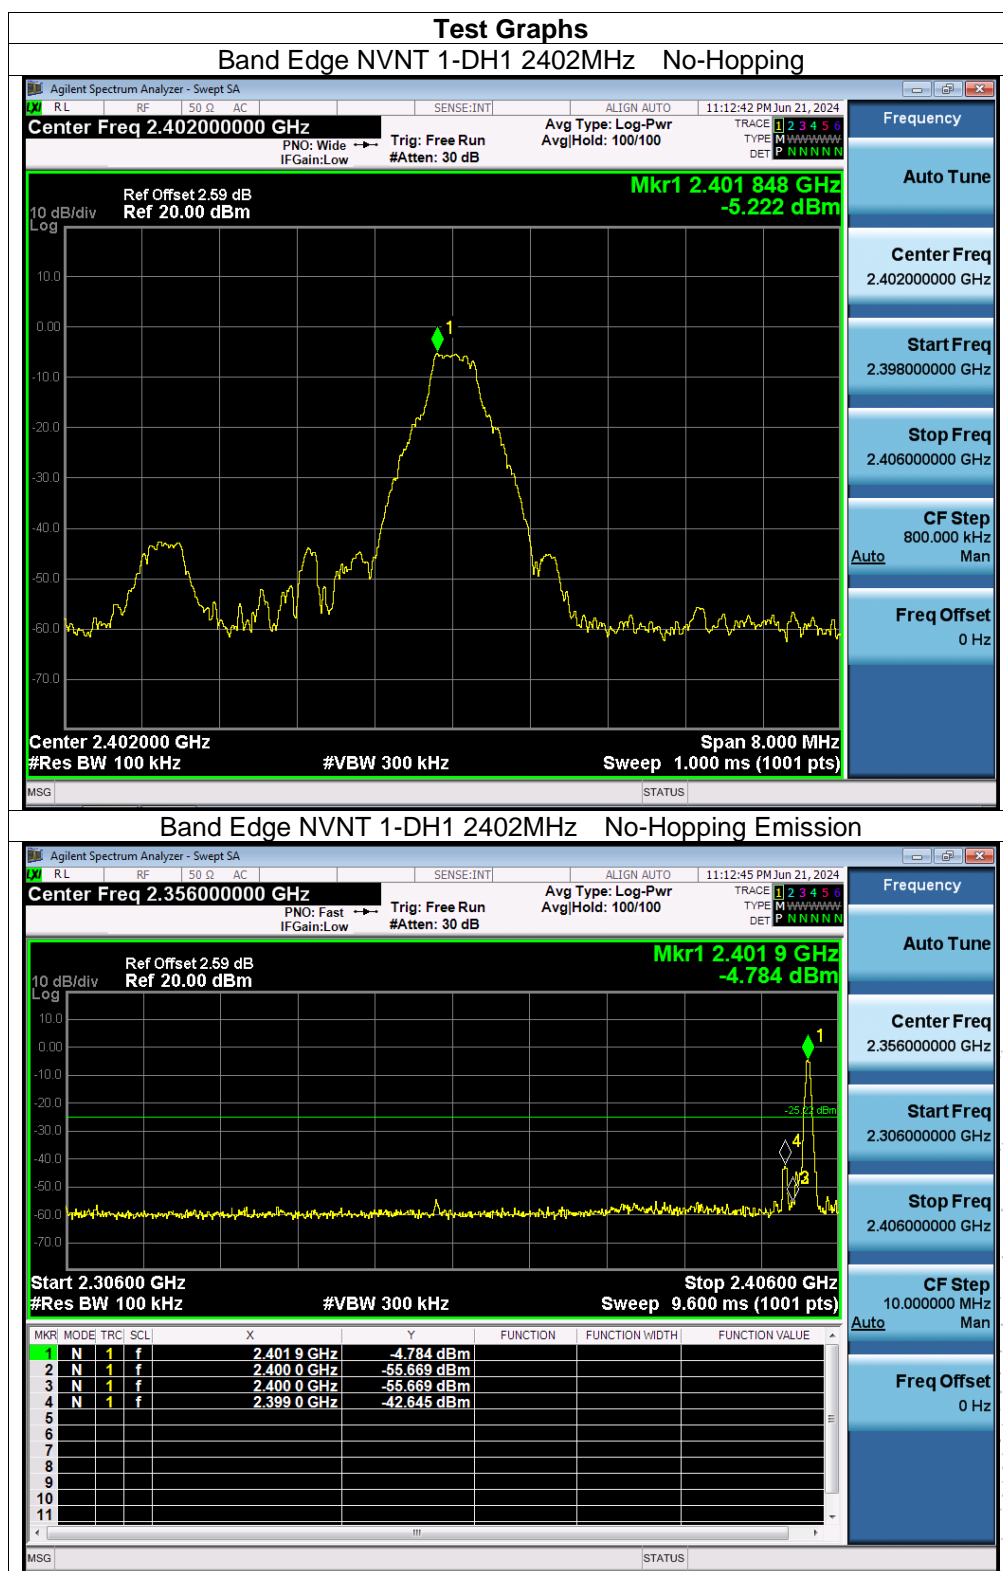 Test Graphs
Band Edge NVNT 1-DH1 2402MHz No-Hopping
Agilent Spectrum Analyzer - Swept SA
LXI RL RF 50 Ω AC SENSE:INT ALIGN AUTO 11:12:42 PM Jun 21, 2024
Center Freq 2.402000000 GHz Avg Type: Log-Pwr TRACE 1 2 3 4 5 6
PNO: Wide Trig: Free Run Avg|Hold: 100/100 TYPE M WWWWW
IFGain:Low #Atten: 30 dB DET P N N N N N
Mkr1 2.401 848 GHz
-5.222 dBm
Ref Offset 2.59 dB
10 dB/div Ref 20.00 dBm
Log
10.0
0.00
1
-10.0
-20.0
-30.0
-40.0
-50.0
-60.0
-70.0
Center 2.402000 GHz Span 8.000 MHz
#Res BW 100 kHz #VBW 300 kHz Sweep 1.000 ms (1001 pts)
MSG STATUS
Frequency
Auto Tune
Center Freq
2.402000000 GHz
Start Freq
2.398000000 GHz
Stop Freq
2.406000000 GHz
CF Step
800.000 kHz
Auto Man
Freq Offset
0 Hz
Band Edge NVNT 1-DH1 2402MHz No-Hopping Emission
Agilent Spectrum Analyzer - Swept SA
LXI RL RF 50 Ω AC SENSE:INT ALIGN AUTO 11:12:45 PM Jun 21, 2024
Center Freq 2.356000000 GHz Avg Type: Log-Pwr TRACE 1 2 3 4 5 6
PNO: Fast Trig: Free Run Avg|Hold: 100/100 TYPE M WWWWW
IFGain:Low #Atten: 30 dB DET P N N N N N
Mkr1 2.401 9 GHz
-4.784 dBm
Ref Offset 2.59 dB
10 dB/div Ref 20.00 dBm
Log
10.0
1
0.00
-10.0
-20.0
-25.22 dBm
-30.0
4
-40.0
-50.0
-60.0
-70.0
Start 2.30600 GHz Stop 2.40600 GHz
#Res BW 100 kHz #VBW 300 kHz Sweep 9.600 ms (1001 pts)
MKR MODE TRC SCL X Y FUNCTION FUNCTION WIDTH FUNCTION VALUE
1 N 1 f 2.401 9 GHz -4.784 dBm
2 N 1 f 2.400 0 GHz -55.669 dBm
3 N 1 f 2.400 0 GHz -55.669 dBm
4 N 1 f 2.399 0 GHz -42.645 dBm
5
6
7
8
9
10
11
MSG STATUS
Frequency
Auto Tune
Center Freq
2.356000000 GHz
Start Freq
2.306000000 GHz
Stop Freq
2.406000000 GHz
CF Step
10.000000 MHz
Auto Man
Freq Offset
0 Hz